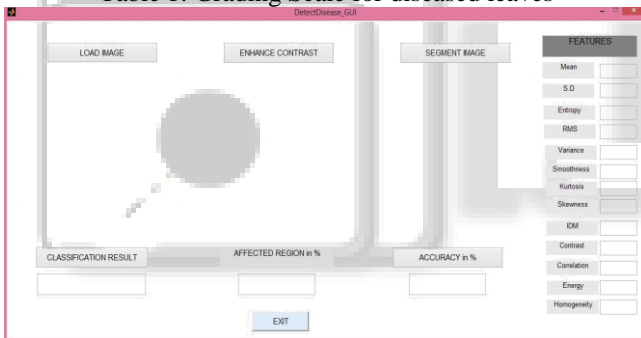 Table 1: Grading Scale for diseased leaves
DetectDisease_GUI
LOAD IMAGE
ENHANCE CONTRAST
SEGMENT IMAGE
FEATURES
Mean
S.D
Entropy
RMS
Variance
Smoothness
Kurtosis
Skewness
IDM
Contrast
Correlation
Energy
Homogeneity
CLASSIFICATION RESULT
AFFECTED REGION in %
ACCURACY in %
EXIT